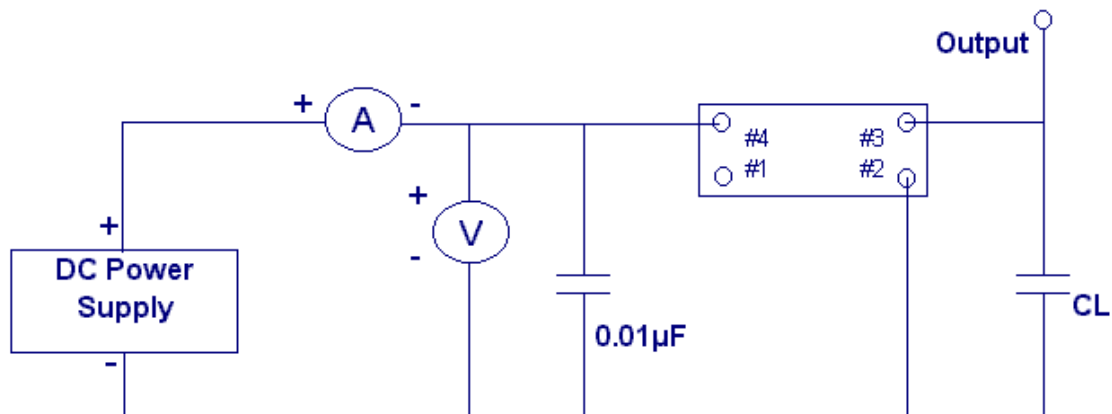 Output
+ A -
#4 #3
#1 #2
+
V
-
+
DC Power
Supply
-
0.01µF
CL